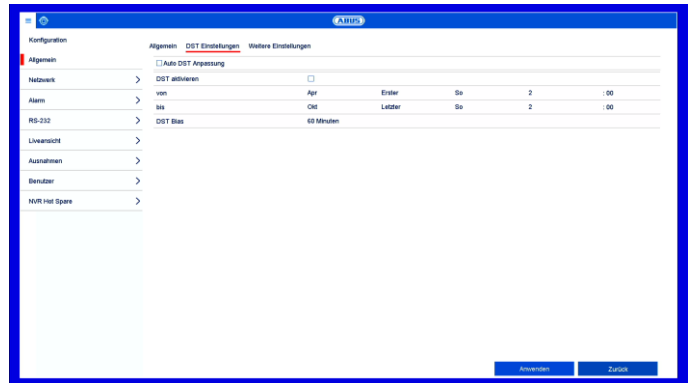 ABUS
Konfiguration
Allgemein
Netzwerk
Alarm
RS-232
Liveansicht
Ausnahmen
Benutzer
NVR Hot Spare
Allgemein DST Einstellungen Weitere Einstellungen
Auto DST Anpassung
DST aktivieren
von Apr Erster So 2 : 00
bis Okt Letzter So 2 : 00
DST Bias 60 Minuten
Anwenden Zurück